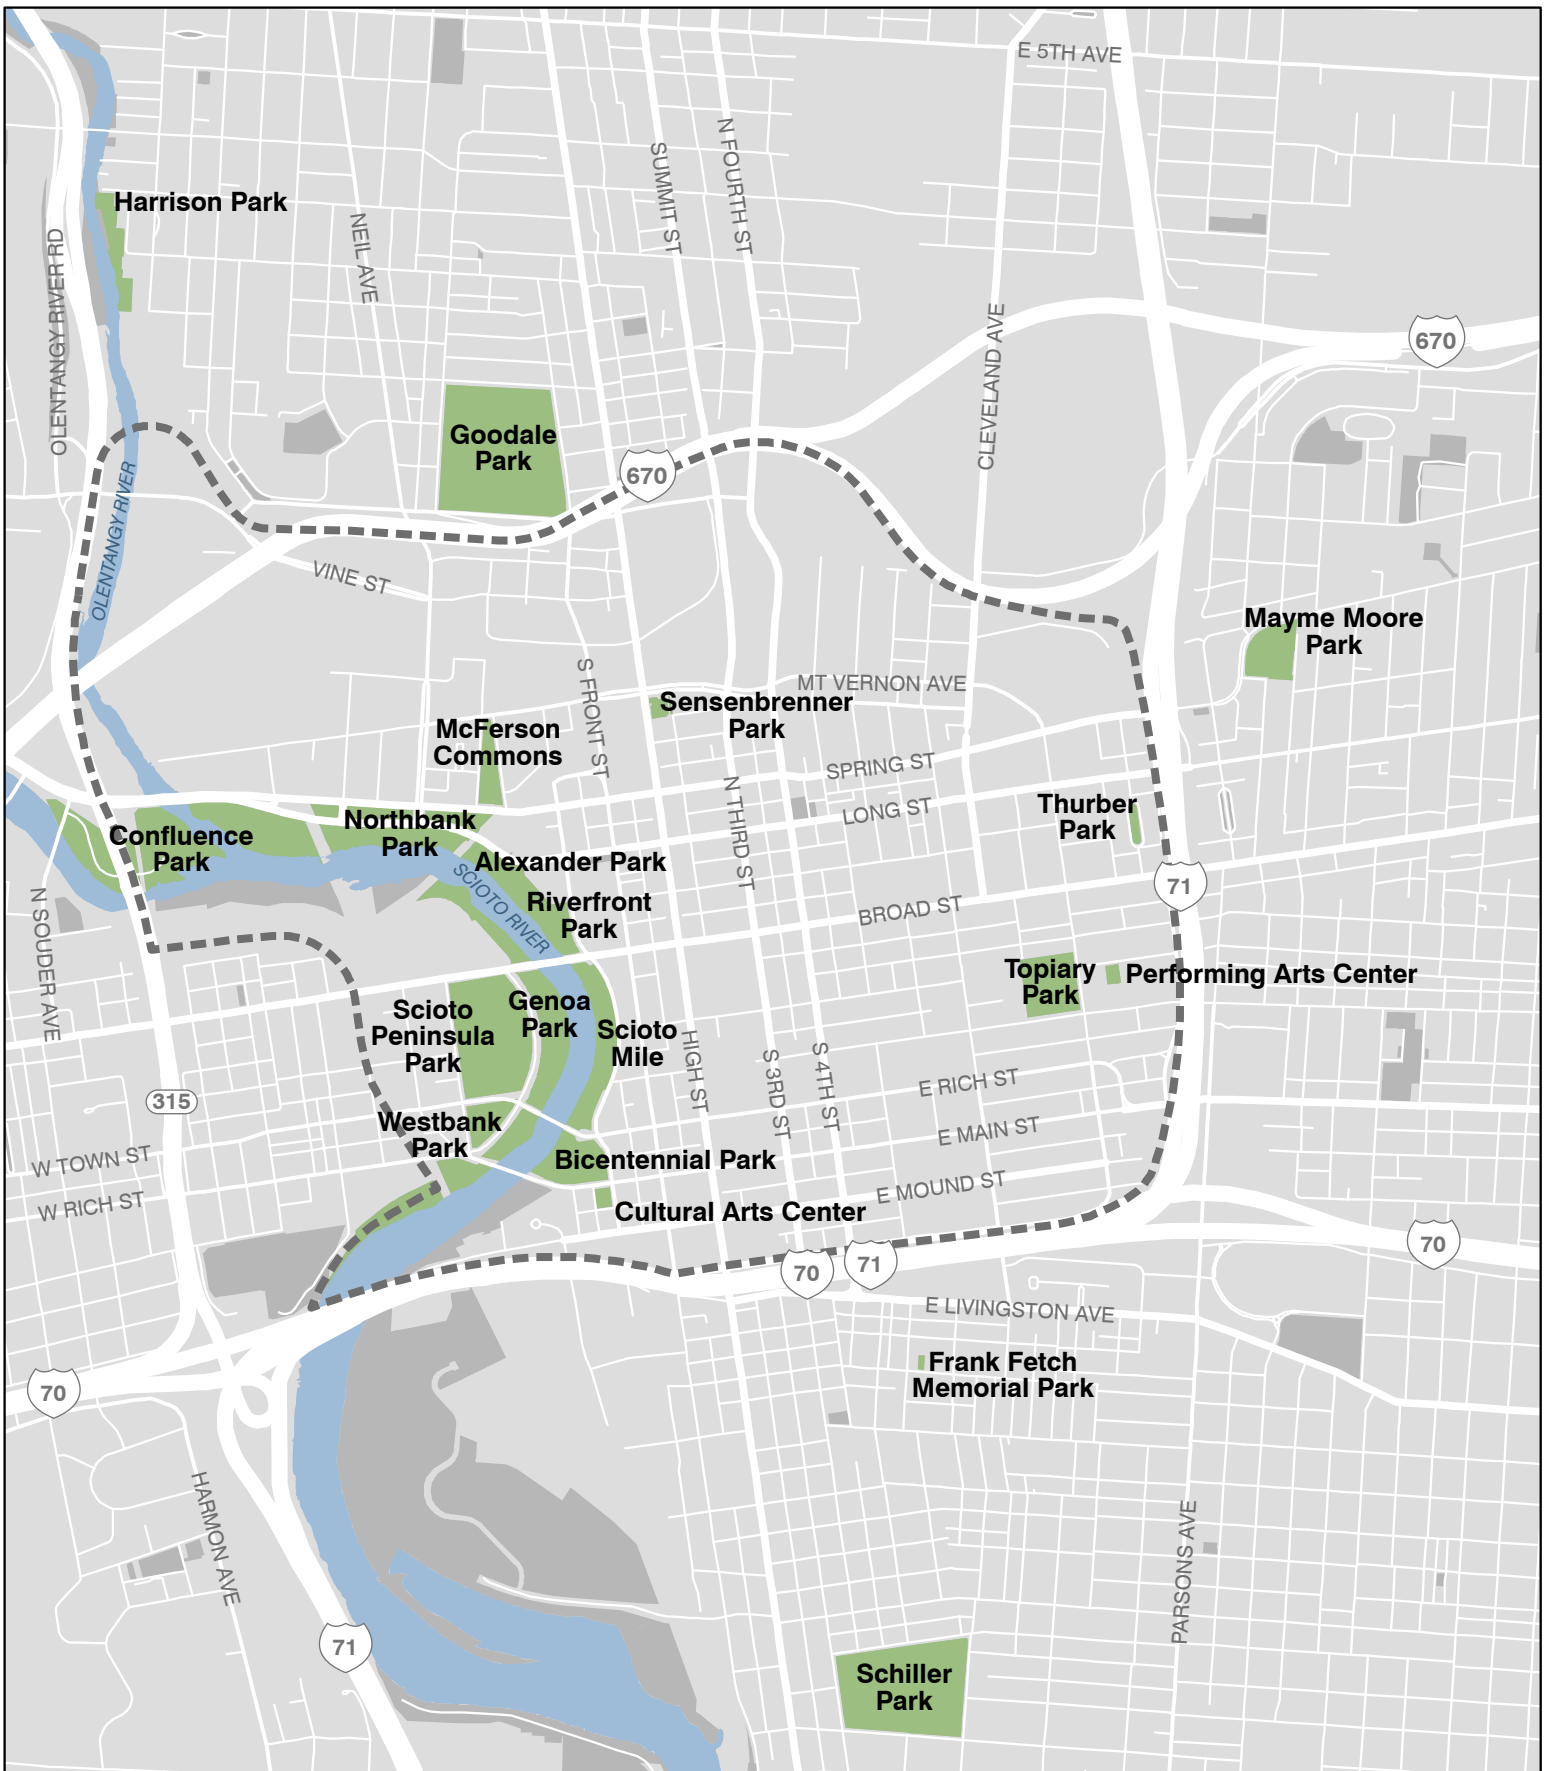 E 5TH AVE
SUMMIT ST
N FOURTH ST
Harrison Park
NEIL AVE
OLENTANGY RIVER RD
CLEVELAND AVE
670
Goodale
Park
670
OLENTANGY RIVER
VINE ST
Mayme Moore
Park
S FRONT ST
MT VERNON AVE
Sensenbrenner
Park
McFerson
Commons
SPRING ST
N THIRD ST
LONG ST
Thurber
Park
Confluence
Park
Northbank
Park
Alexander Park
SCIOTO RIVER
71
Riverfront
Park
BROAD ST
N SOUDER AVE
Topiary
Park
Performing Arts Center
Scioto
Peninsula
Park
Genoa
Park
Scioto
Mile
HIGH ST
S 3RD ST
S 4TH ST
E RICH ST
315
Westbank
Park
E MAIN ST
W TOWN ST
Bicentennial Park
E MOUND ST
W RICH ST
Cultural Arts Center
70
71
70
E LIVINGSTON AVE
Frank Fetch
Memorial Park
70
HARMON AVE
PARSONS AVE
71
Schiller
Park